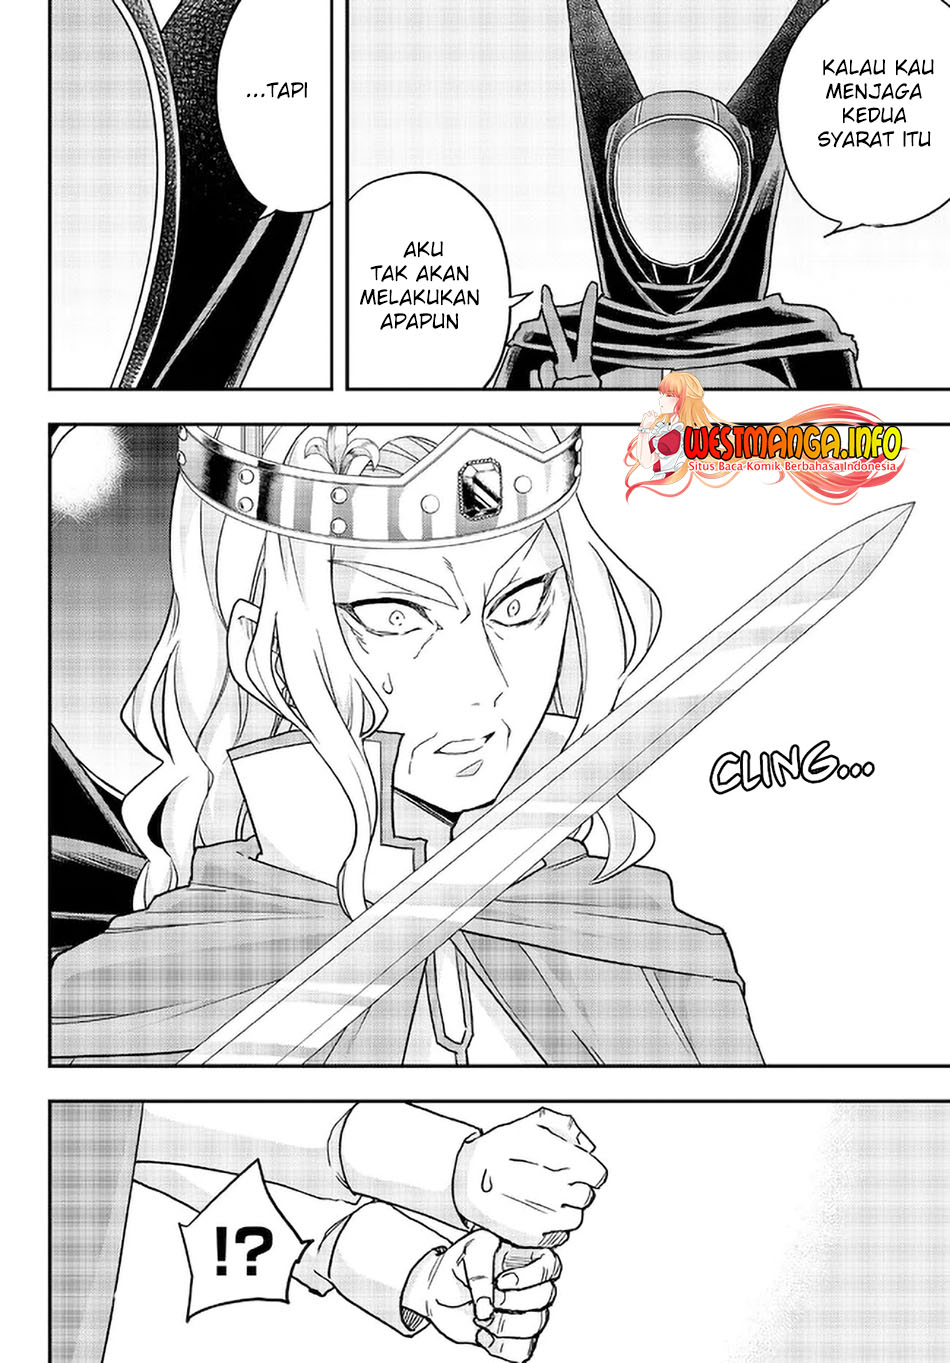 KALAU KAU
MENJAGA
KEDUA
SYARAT ITU
AKU
TAK AKAN
MELAKUKAN
APAPUN
...TAPI
WESTMANGA.INFO
Situs Baca Komik Berbahasa Indonesia
CLING...
!?